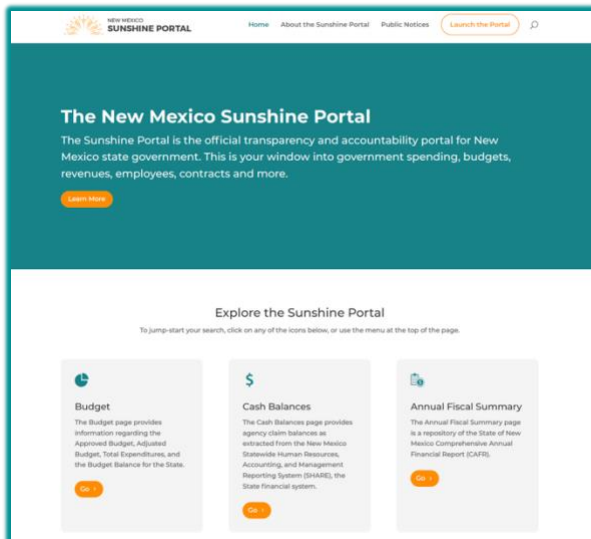 NEW MEXICO
SUNSHINE PORTAL
Home About the Sunshine Portal Public Notices Launch the Portal
The New Mexico Sunshine Portal
The Sunshine Portal is the official transparency and accountability portal for New
Mexico state government. This is your window into government spending, budgets,
revenues, employees, contracts and more.
Learn More
Explore the Sunshine Portal
To jump-start your search, click on any of the icons below, or use the menu at the top of the page.
Budget
The Budget page provides
information regarding the
Approved Budget, Adjusted
Budget, Total Expenditures, and
the Budget Balance for the State.
Go >
$
Cash Balances
The Cash Balances page provides
agency claim balances as
extracted from the New Mexico
Statewide Human Resources,
Accounting, and Management
Reporting System (SHARE), the
State financial system.
Go >
Annual Fiscal Summary
The Annual Fiscal Summary page
is a repository of the State of New
Mexico Comprehensive Annual
Financial Report (CAFR).
Go >